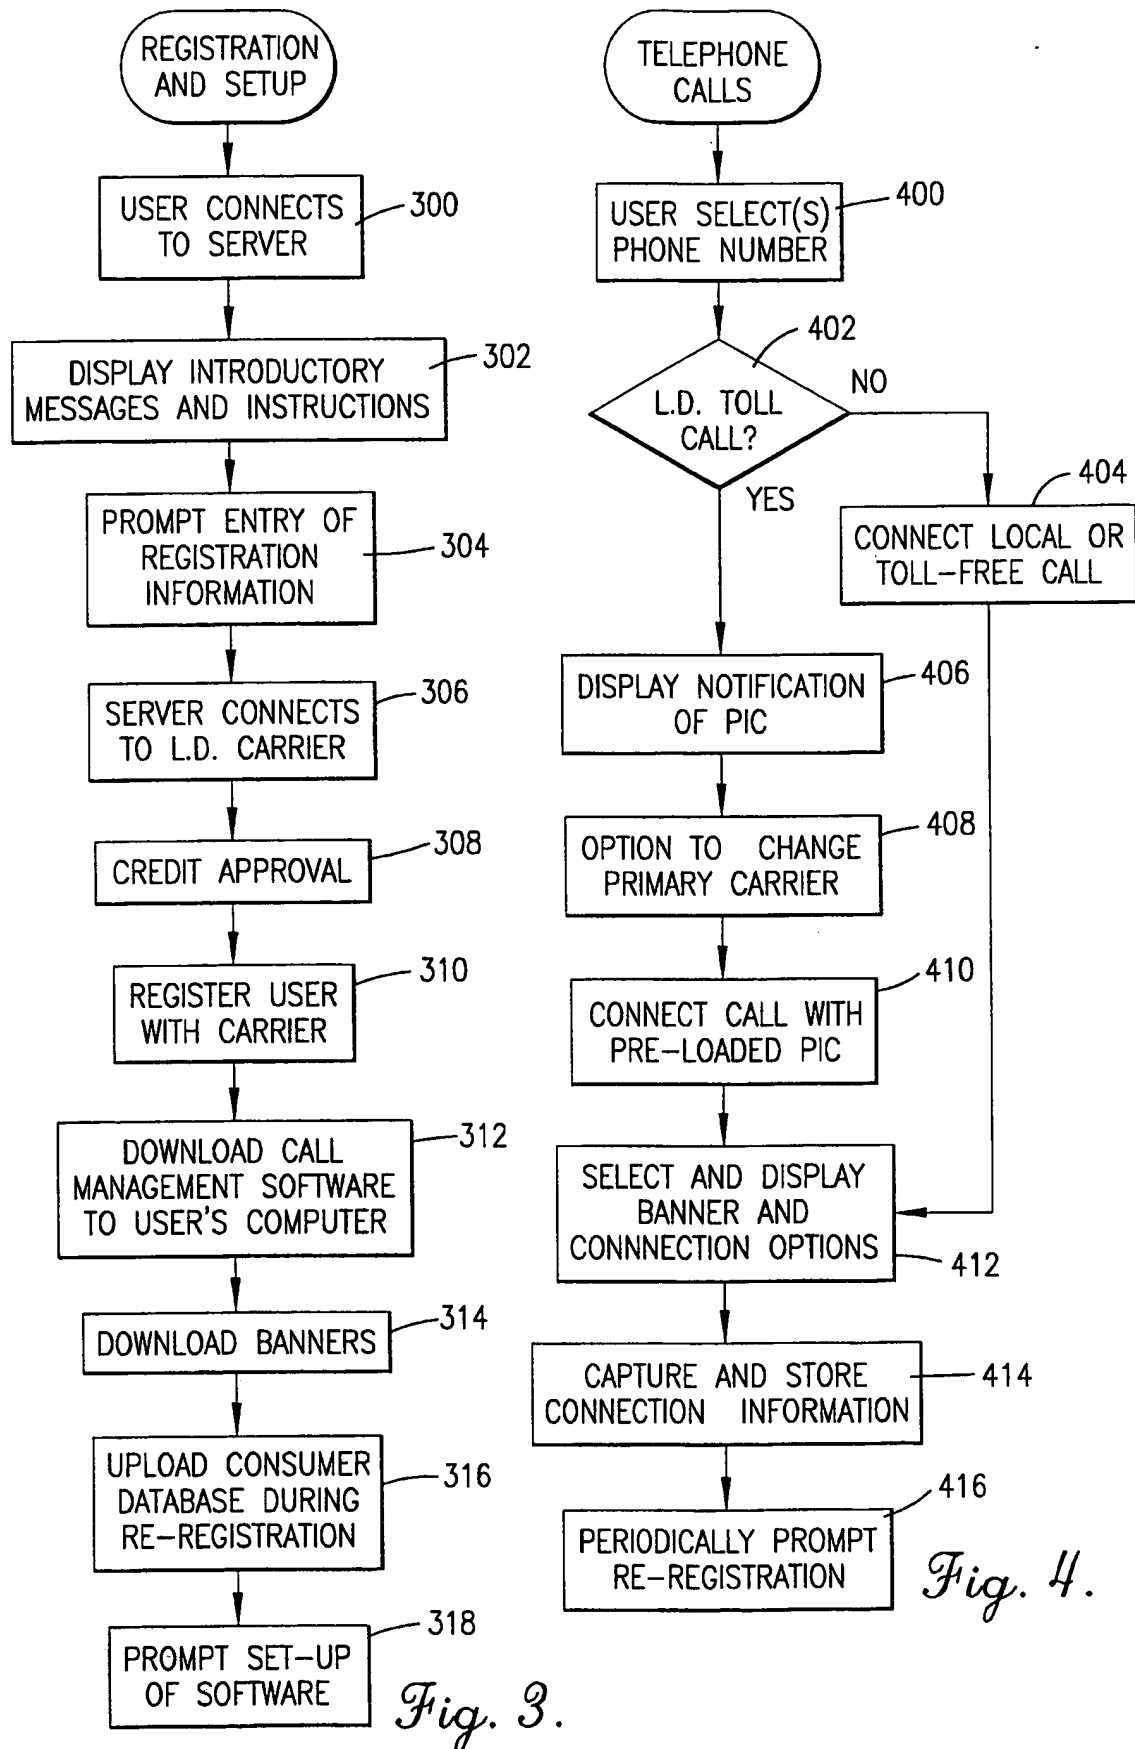 REGISTRATION
AND SETUP
USER CONNECTS
TO SERVER
300
DISPLAY INTRODUCTORY
MESSAGES AND INSTRUCTIONS
302
PROMPT ENTRY OF
REGISTRATION
INFORMATION
304
SERVER CONNECTS
TO L.D. CARRIER
306
CREDIT APPROVAL
308
REGISTER USER
WITH CARRIER
310
DOWNLOAD CALL
MANAGEMENT SOFTWARE
TO USER'S COMPUTER
312
DOWNLOAD BANNERS
314
UPLOAD CONSUMER
DATABASE DURING
RE-REGISTRATION
316
PROMPT SET-UP
OF SOFTWARE
318
Fig. 3.
TELEPHONE
CALLS
USER SELECT(S)
PHONE NUMBER
400
L.D. TOLL
CALL?
402
NO
YES
CONNECT LOCAL OR
TOLL-FREE CALL
404
DISPLAY NOTIFICATION
OF PIC
406
OPTION TO CHANGE
PRIMARY CARRIER
408
CONNECT CALL WITH
PRE-LOADED PIC
410
SELECT AND DISPLAY
BANNER AND
CONNNECTION OPTIONS
412
CAPTURE AND STORE
CONNECTION INFORMATION
414
PERIODICALLY PROMPT
RE-REGISTRATION
416
Fig. 4.